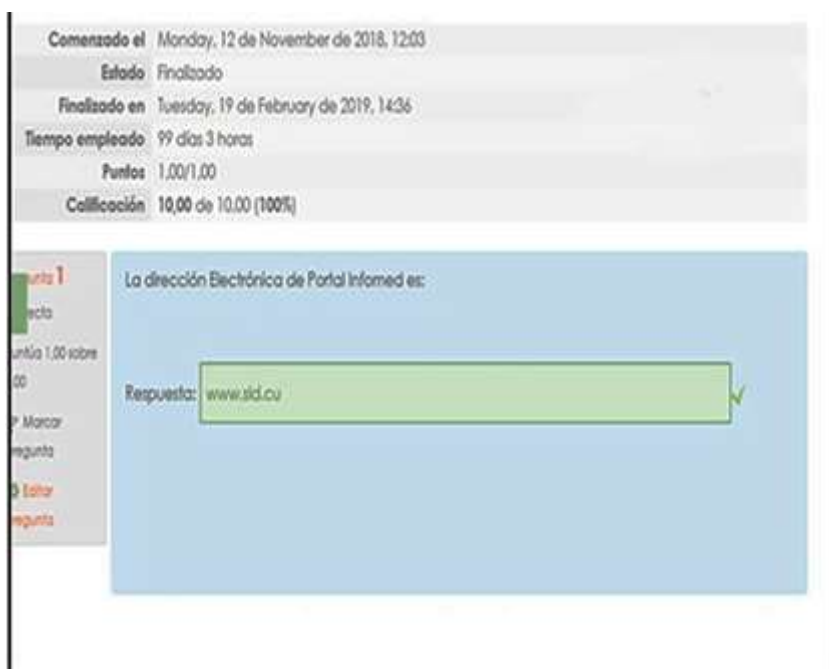 Comenzado el Monday, 12 de November de 2018, 12:03
Estado Finalizado
Finalizado en Tuesday, 19 de February de 2019, 14:36
Tiempo empleado 99 días 3 horas
Puntos 1,00/1,00
Calificación 10,00 de 10,00 (100%)
unta 1
ecta
untúa 1,00 sobre
00
Marcar
regunta
Editar
regunta
La dirección Electrónica de Portal Infomed es:
Respuesta: www.sld.cu